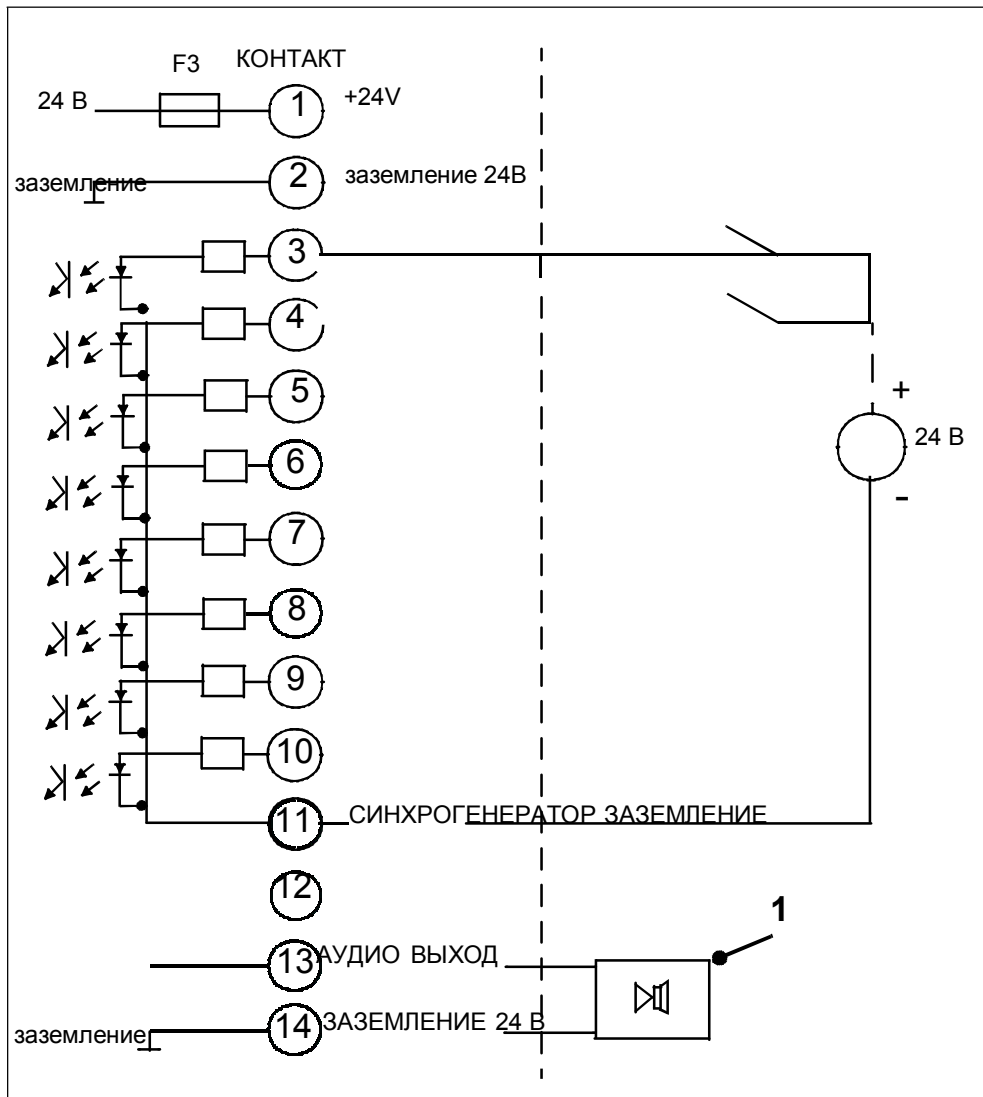 F3 КОНТАКТ
24 В 1 +24V
заземление 2 заземление 24В
3
4
5
+
6 24 В
-
7
8
9
10
11 СИНХРОГЕНЕРАТОР ЗАЗЕМЛЕНИЕ
12
1
13 АУДИО ВЫХОД
заземление 14 ЗАЗЕМЛЕНИЕ 24 В